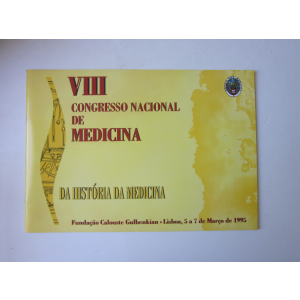 VIII
CONGRESSO NACIONAL
DE
MEDICINA
DA HISTÓRIA DA MEDICINA
Fundação Calouste Gulbenkian - Lisboa, 5 a 7 de Março de 1995